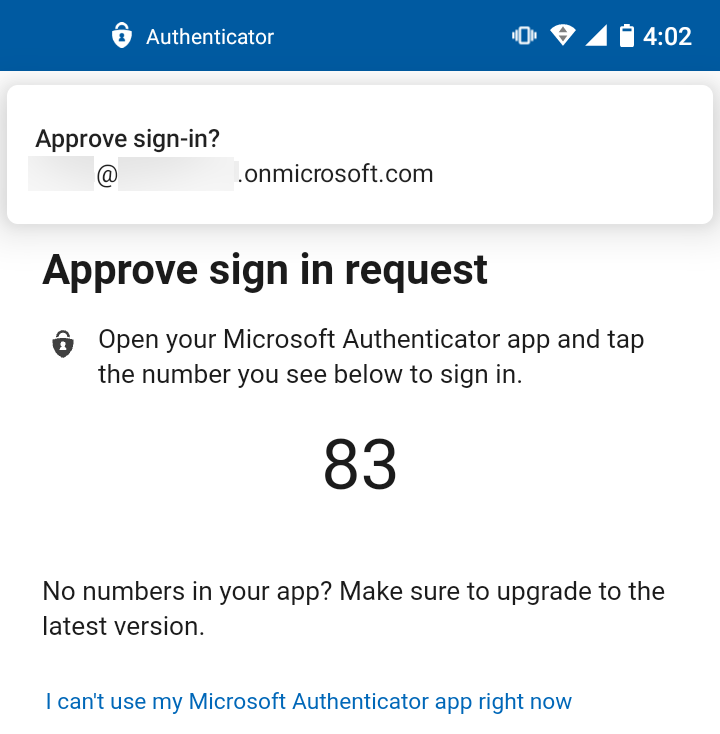 Authenticator 4:02
Approve sign-in?
@ .onmicrosoft.com
Approve sign in request
Open your Microsoft Authenticator app and tap
the number you see below to sign in.
83
No numbers in your app? Make sure to upgrade to the
latest version.
I can't use my Microsoft Authenticator app right now